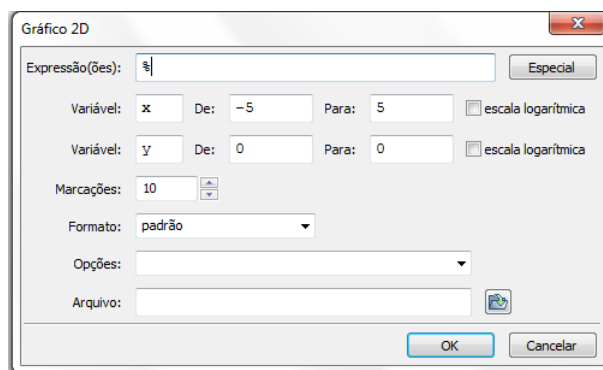 Gráfico 2D
Expressão(ões): % Especial
Variável: x De: -5 Para: 5 escala logarítmica
Variável: y De: 0 Para: 0 escala logarítmica
Marcações: 10
Formato: padrão
Opções:
Arquivo:
OK Cancelar